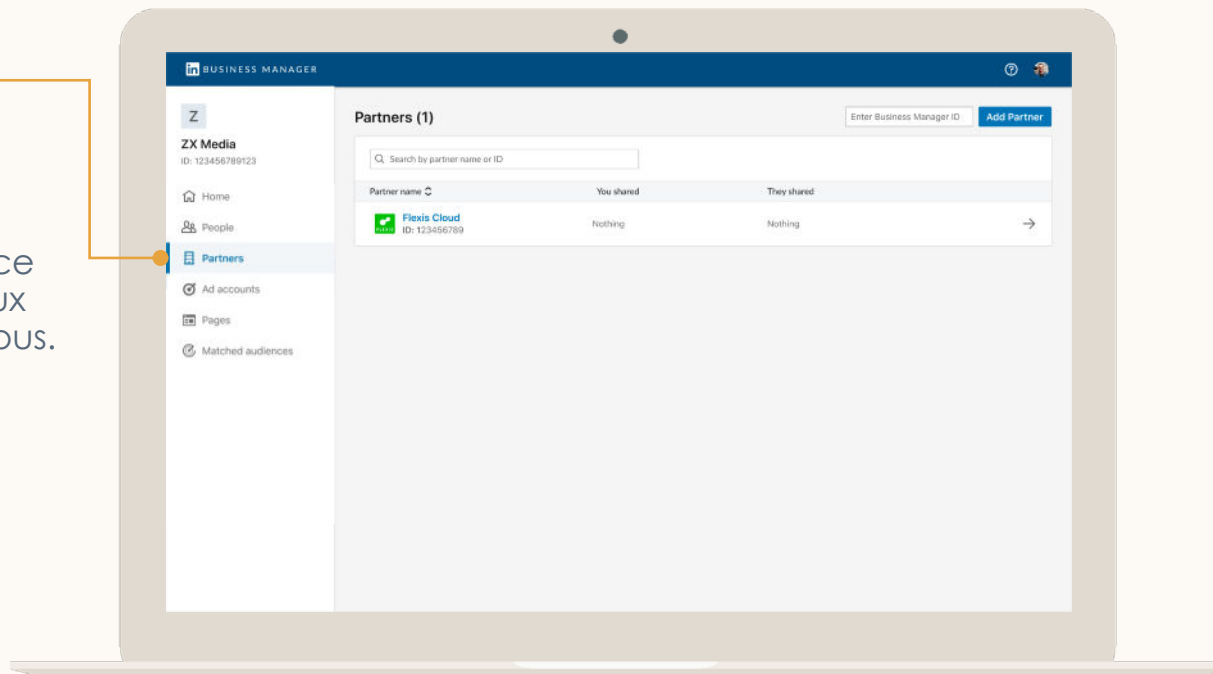 in BUSINESS MANAGER
Z
ZX Media
ID: 123456789123
Home
People
Partners
Ad accounts
Pages
Matched audiences
Partners (1)
Enter Business Manager ID
Add Partner
Search by partner name or ID
Partner name
You shared
They shared
Flexis Cloud
ID: 123456789
Nothing
Nothing
ous.